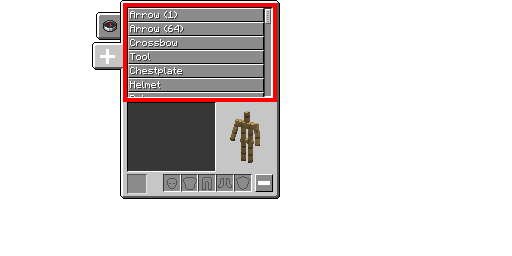 Arrow (1)
Arrow (64)
Crossbow
Tool
Chestplate
Helmet